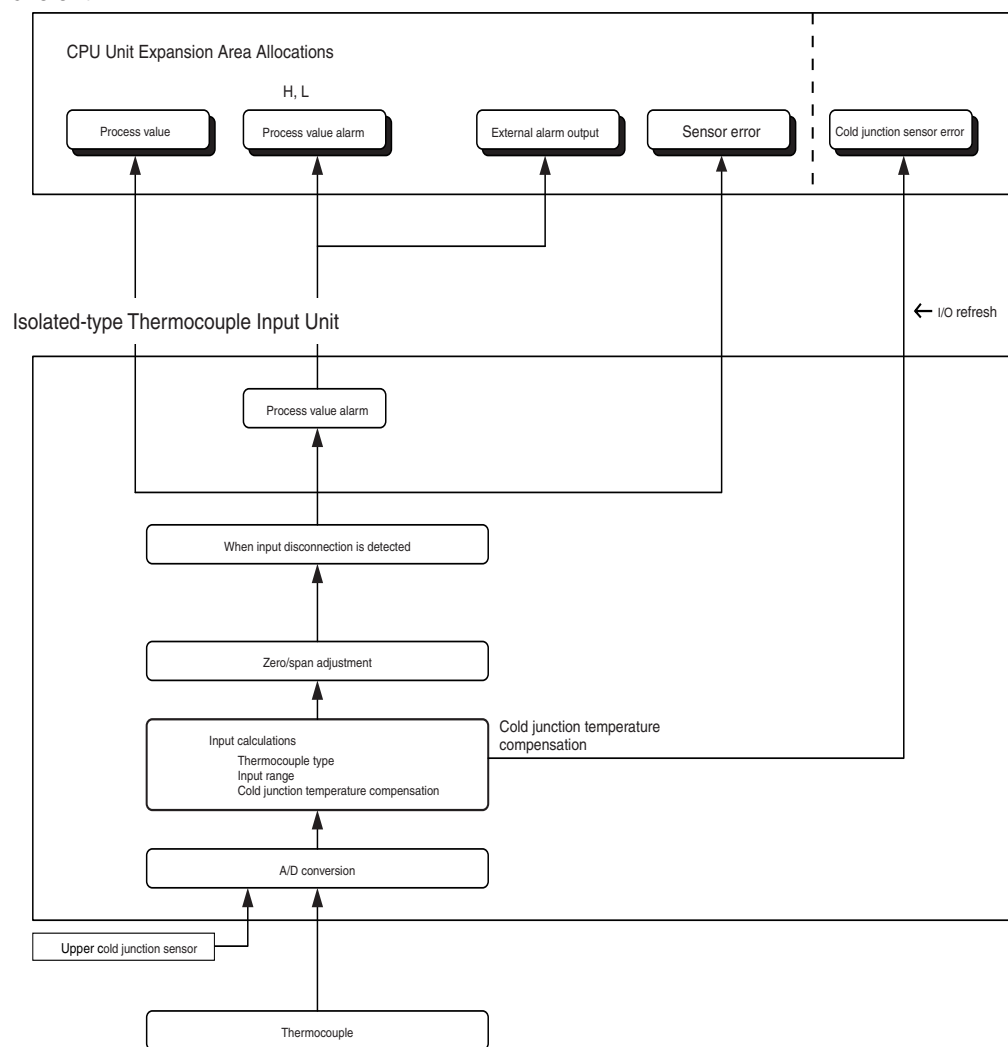 CPU Unit Expansion Area Allocations
H, L
Process value
Process value alarm
External alarm output
Sensor error
Cold junction sensor error
I/O refresh
Isolated-type Thermocouple Input Unit
Process value alarm
When input disconnection is detected
Zero/span adjustment
Input calculations
Thermocouple type
Input range
Cold junction temperature compensation
Cold junction temperature
compensation
A/D conversion
Upper cold junction sensor
Thermocouple